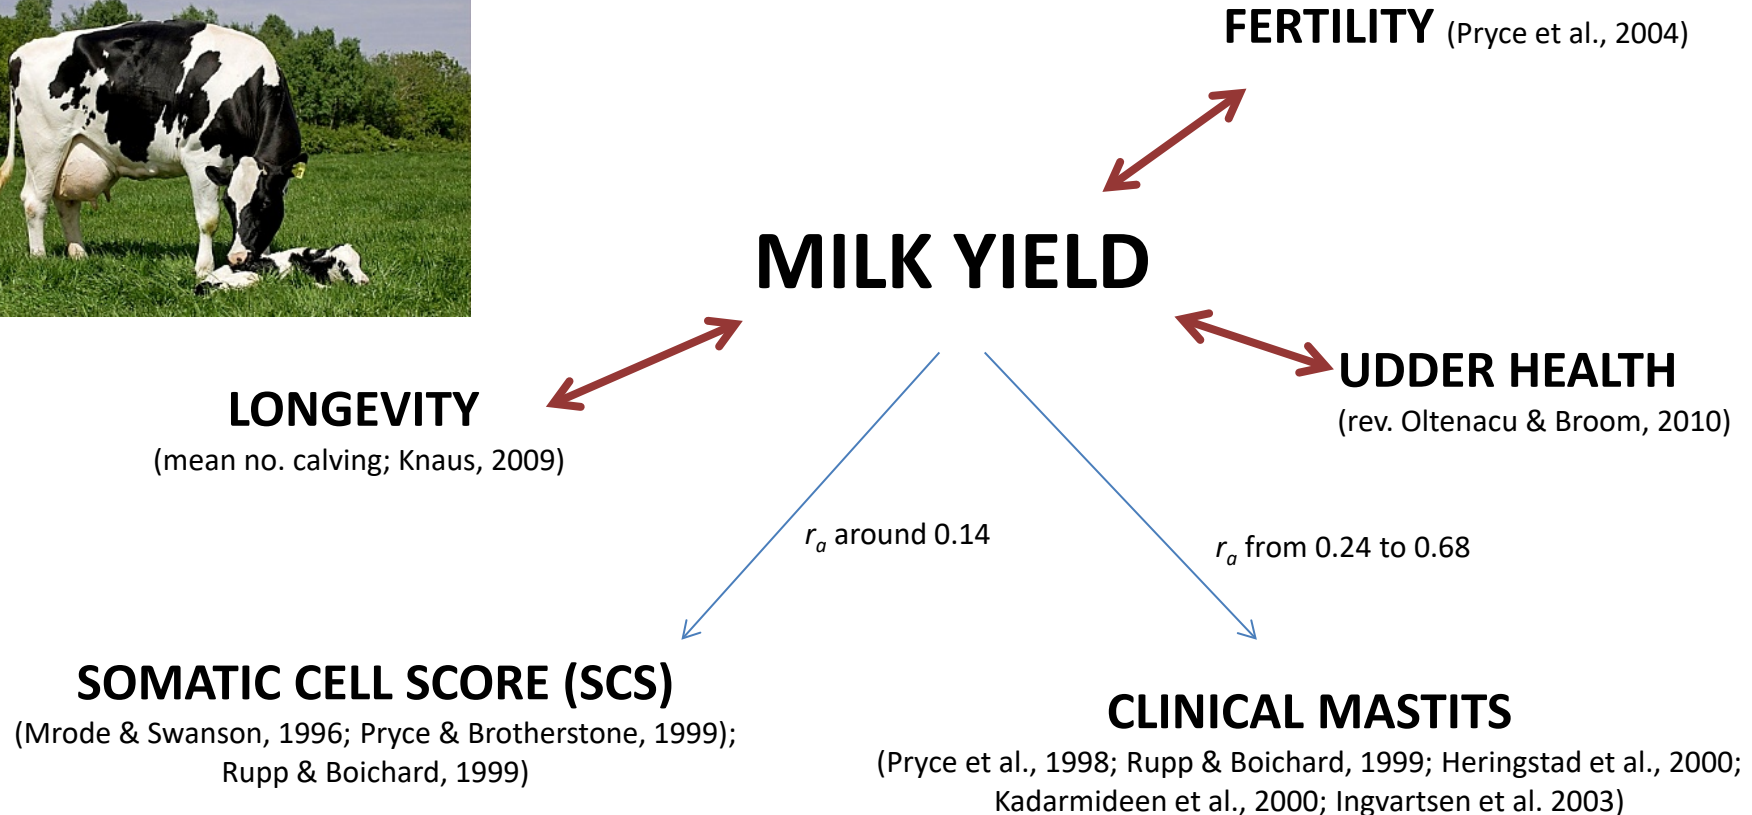 FERTILITY (Pryce et al., 2004)
MILK YIELD
LONGEVITY
(mean no. calving; Knaus, 2009)
UDDER HEALTH
(rev. Oltenacu & Broom, 2010)
ra around 0.14
ra from 0.24 to 0.68
SOMATIC CELL SCORE (SCS)
(Mrode & Swanson, 1996; Pryce & Brotherstone, 1999);
Rupp & Boichard, 1999)
CLINICAL MASTITS
(Pryce et al., 1998; Rupp & Boichard, 1999; Heringstad et al., 2000;
Kadarmideen et al., 2000; Ingvartsen et al. 2003)